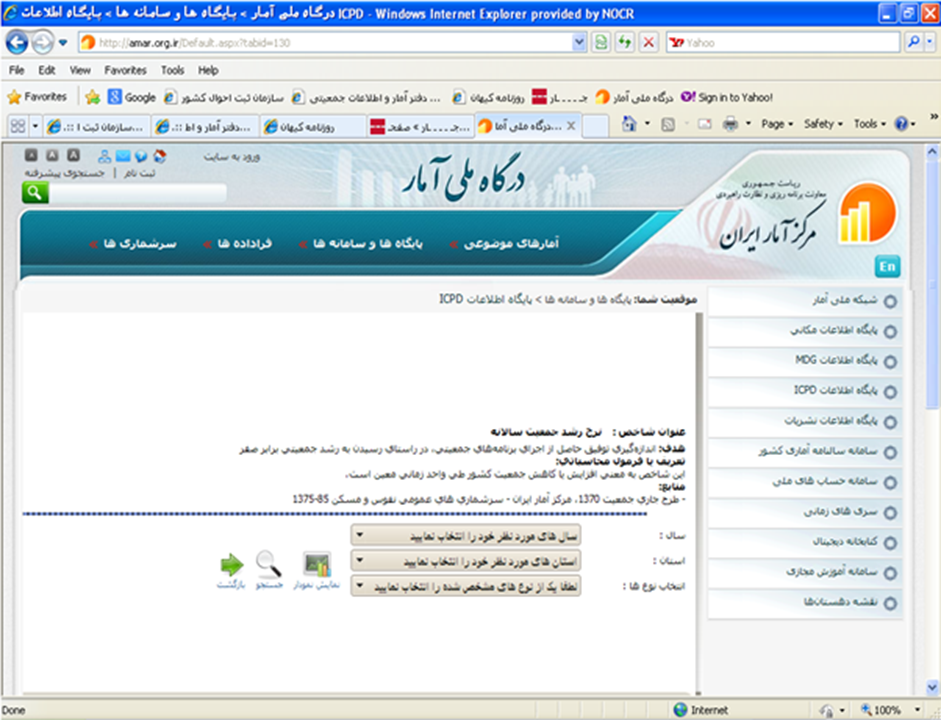 درگاه ملی آمار > پایگاه ها و سامانه ها > پایگاه اطلاعات ICPD - Windows Internet Explorer provided by NOCR
http://amar.org.ir/Default.aspx?tabid=130
Yahoo
File Edit View Favorites Tools Help
Favorites
Google
سازمان ثبت احوال کشور
دفتر آمار و اطلاعات جمعیتی ...
روزنامه کیهان
جـــــار
درگاه ملی آمار
Sign in to Yahoo!
سازمان ثبت ا ::.
دفتر آمار و اط ::.
روزنامه کیهان
جـــــار > صفحـ...
درگاه ملی آما...
Page Safety Tools
ورود به سایت
A A A
ثبت نام | جستجوی پیشرفته
درگاه ملی آمار
ریاست جمهوری
معاونت برنامه ریزی و نظارت راهبردی
مرکز آمار ایران
En
آمارهای موضوعی
پایگاه ها و سامانه ها
فراداده ها
سرشماری ها
شبکه ملی آمار
پایگاه اطلاعات مکانی
پایگاه اطلاعات MDG
پایگاه اطلاعات ICPD
پایگاه اطلاعات نشریات
سامانه سالنامه آماری کشور
سامانه حساب های ملی
سری های زمانی
کتابخانه دیجیتال
سامانه آموزش مجازی
نقشه دهستان‌ها
موقعیت شما: پایگاه ها و سامانه ها > پایگاه اطلاعات ICPD
عنوان شاخص : نرخ رشد جمعیت سالانه
هدف: اندازه‌گیری توفیق حاصل از اجرای برنامه‌های جمعیتی، در راستای رسیدن به رشد جمعیتی برابر صفر
تعریف یا فرمول محاسباتی:
این شاخص به معنی افزایش یا کاهش جمعیت کشور طی واحد زمانی معین است.
منابع:
- طرح جاری جمعیت 1370، مرکز آمار ایران - سرشماری های عمومی نفوس و مسکن 85-1375
سال :
سال های مورد نظر خود را انتخاب نمایید
استان :
استان های مورد نظر خود را انتخاب نمایید
انتخاب نوع ها :
لطفا یک از نوع های مشخص شده را انتخاب نمایید
نمایش نمودار
جستجو
بازگشت
Done
Internet
100%